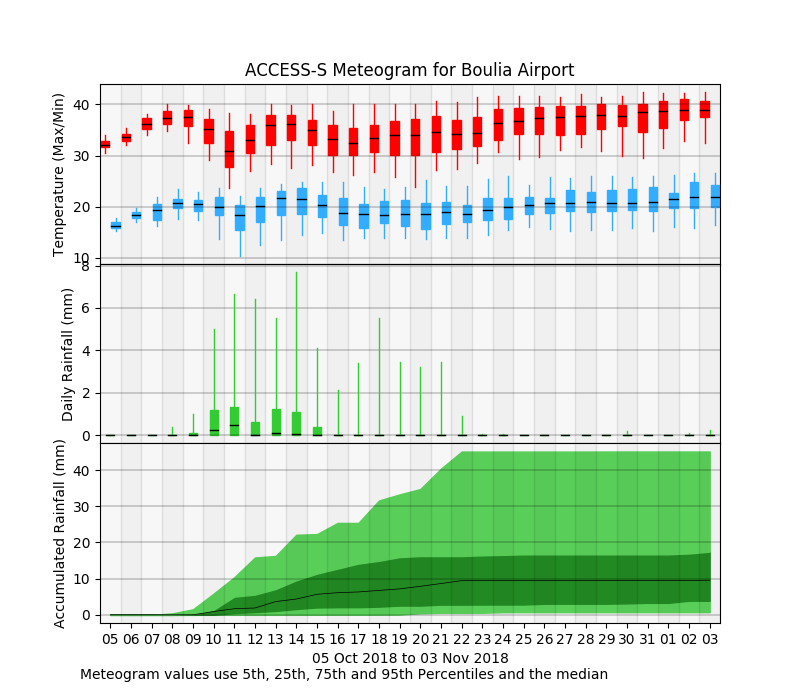 ACCESS-S Meteogram for Boulia Airport
Temperature (Max/Min)
40
30
20
10
Daily Rainfall (mm)
8
6
4
2
0
Accumulated Rainfall (mm)
40
30
20
10
0
05 06 07 08 09 10 11 12 13 14 15 16 17 18 19 20 21 22 23 24 25 26 27 28 29 30 31 01 02 03
05 Oct 2018 to 03 Nov 2018
Meteogram values use 5th, 25th, 75th and 95th Percentiles and the median